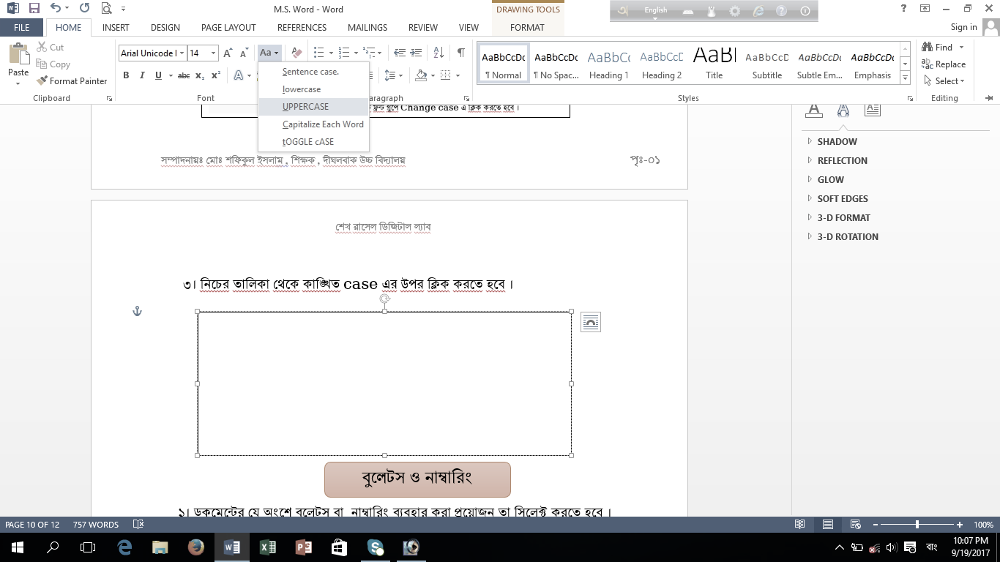 M.S. Word - Word
DRAWING TOOLS
English
Sign in
FILE HOME INSERT DESIGN PAGE LAYOUT REFERENCES MAILINGS REVIEW VIEW FORMAT
Paste
Cut
Copy
Format Painter
Clipboard
Arial Unicode 14
Aa
B I U abc x₂ x² A
Font
Sentence case.
lowercase
UPPERCASE
Capitalize Each Word
tOGGLE cASE
ragraph
AaBbCcDc AaBbCcDc AaBbCc AaBbCcD AaBl AaBbCcD AaBbCcDc AaBbCcDc
¶ Normal ¶ No Spac... Heading 1 Heading 2 Title Subtitle Subtle Em... Emphasis
Styles
Find
Replace
Select
Editing
গ্রুপে Change case এ ক্লিক করতে হবে ।
সম্পাদনায়ঃ মোঃ শফিকুল ইসলাম , শিক্ষক , দীঘলবাক উচ্চ বিদ্যালয় পৃঃ-০১
শেখ রাসেল ডিজিটাল ল্যাব
৩। নিচের তালিকা থেকে কাঙ্খিত case এর উপর ক্লিক করতে হবে ।
বুলেটস ও নাম্বারিং
১। ডকুমেন্টের যে অংশে বুলেটস বা নাম্বারিং ব্যবহার করা প্রয়োজন তা সিলেক্ট করতে হবে ।
SHADOW
REFLECTION
GLOW
SOFT EDGES
3-D FORMAT
3-D ROTATION
PAGE 10 OF 12 757 WORDS 100%
বাং
10:07 PM
9/19/2017